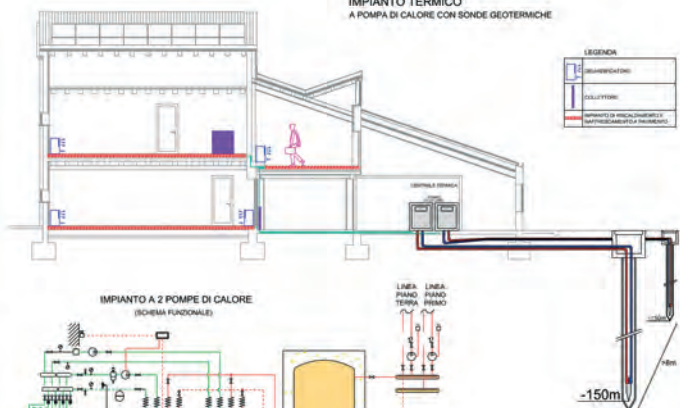 IMPIANTO TERMICO
A POMPA DI CALORE CON SONDE GEOTERMICHE
LEGENDA
DEUMIDIFICATORE
COLLETTORE
IMPIANTO DI RISCALDAMENTO E
RAFFRESCAMENTO A PAVIMENTO
CENTRALE TERMICA
IMPIANTO A 2 POMPE DI CALORE
(SCHEMA FUNZIONALE)
LINEA PIANO TERRA
LINEA PIANO PRIMO
>8m
-150m